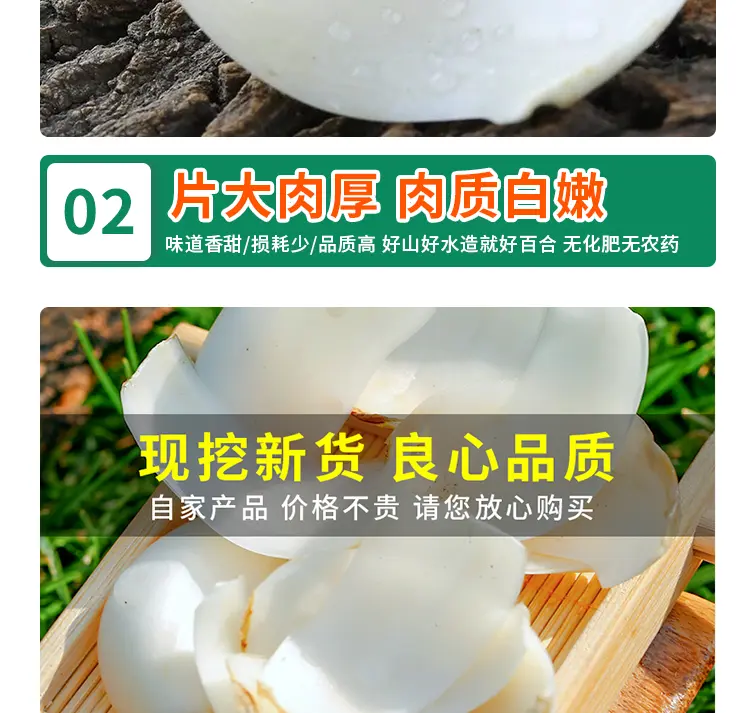 02
片大肉厚 肉质白嫩
味道香甜/损耗少/品质高 好山好水造就好百合 无化肥无农药
现挖新货 良心品质
自家产品 价格不贵 请您放心购买